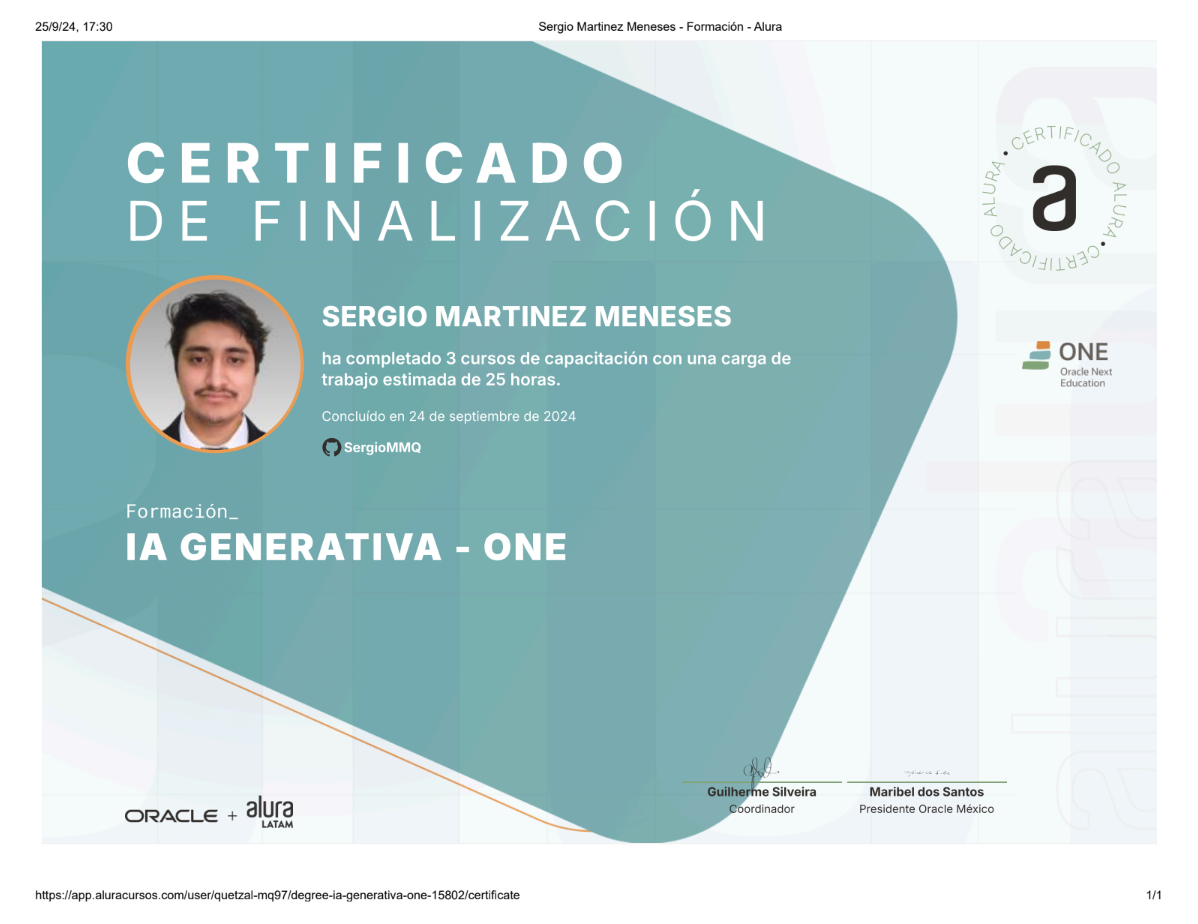 25/9/24, 17:30
Sergio Martinez Meneses - Formación - Alura
CERTIFICADO
DE FINALIZACIÓN
CERTIFICADO ALURA • CERTIFICADO ALURA •
a
SERGIO MARTINEZ MENESES
ha completado 3 cursos de capacitación con una carga de
trabajo estimada de 25 horas.
Concluído en 24 de septiembre de 2024
SergioMMQ
ONE
Oracle Next
Education
Formación_
IA GENERATIVA - ONE
alura
alura
Guilherme Silveira
Coordinador
Maribel dos Santos
Presidente Oracle México
ORACLE + alura
LATAM
https://app.aluracursos.com/user/quetzal-mq97/degree-ia-generativa-one-15802/certificate
1/1